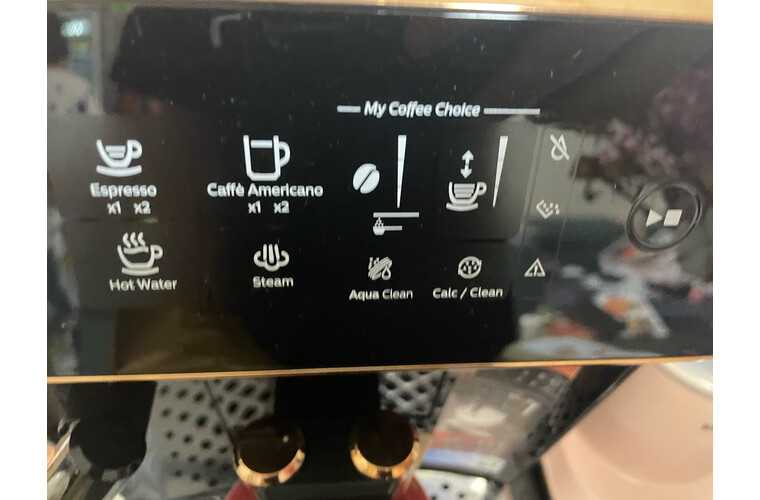 My Coffee Choice
Espresso
x1 x2
Caffè Americano
x1 x2
Hot Water
Steam
Aqua Clean
Calc / Clean